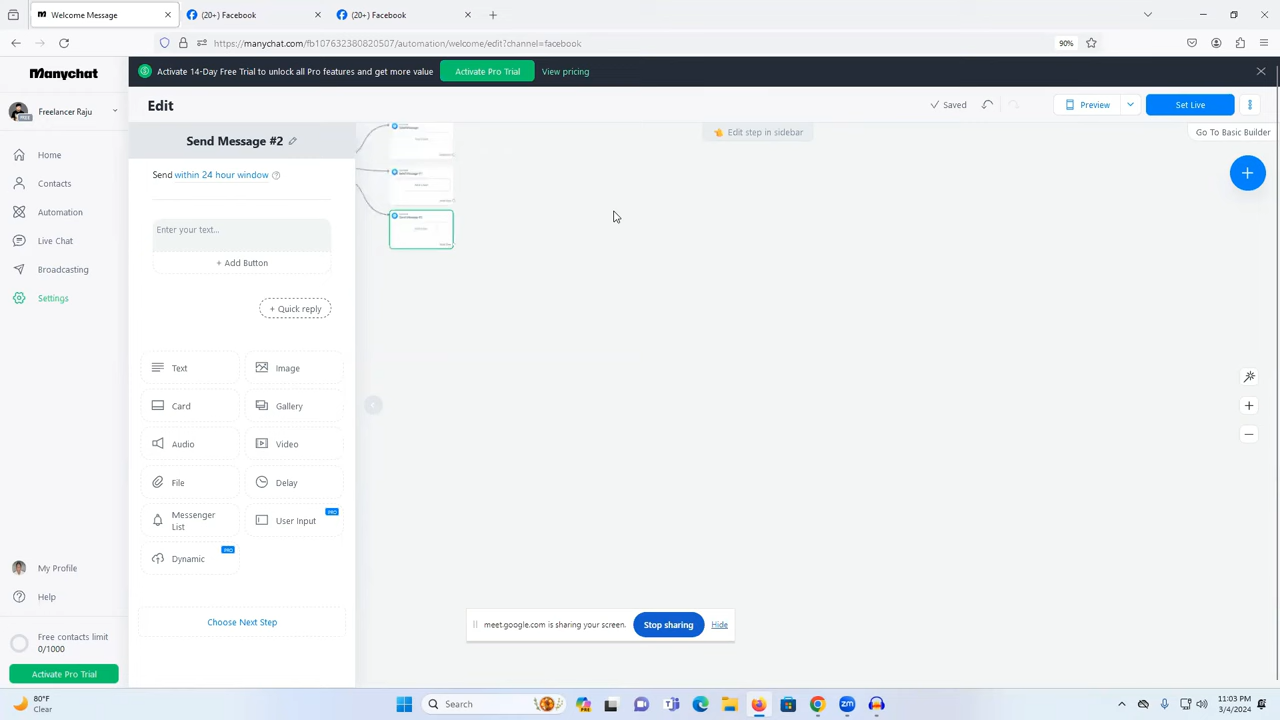 Welcome Message
(20+) Facebook
(20+) Facebook
https://manychat.com/fb107632380820507/automation/welcome/edit?channel=facebook
90%
Manychat
Activate 14-Day Free Trial to unlock all Pro features and get more value
Activate Pro Trial
View pricing
Freelancer Raju
FREE
Edit
Saved
Preview
Set Live
Send Message #2
Edit step in sidebar
Go To Basic Builder
Home
Contacts
Automation
Live Chat
Broadcasting
Settings
Send within 24 hour window
Enter your text...
+ Add Button
+ Quick reply
Text
Image
Card
Gallery
Audio
Video
File
Delay
Messenger
List
User Input
PRO
Dynamic
PRO
Choose Next Step
My Profile
Help
Free contacts limit
0/1000
Activate Pro Trial
meet.google.com is sharing your screen.
Stop sharing
Hide
80°F
Clear
Search
zm
11:03 PM
3/4/2024